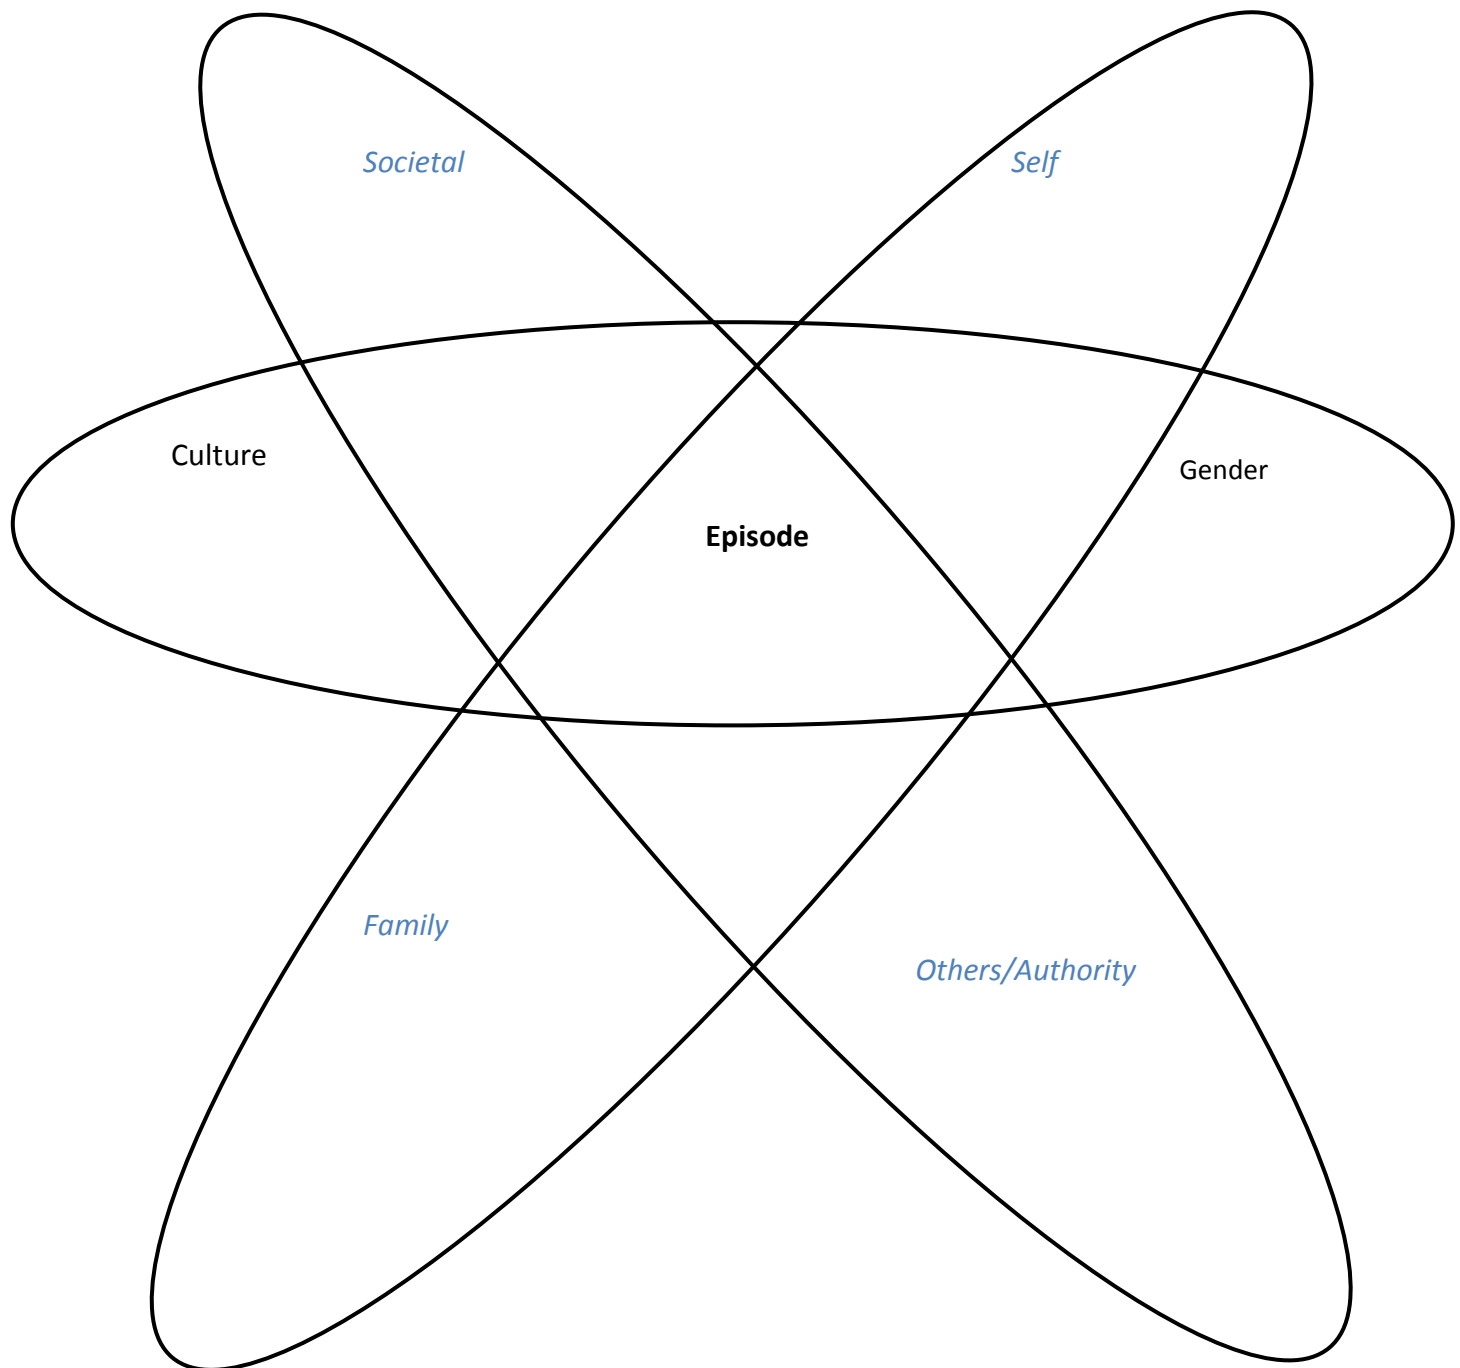 Societal
Self
Culture
Gender
Episode
Family
Others/Authority